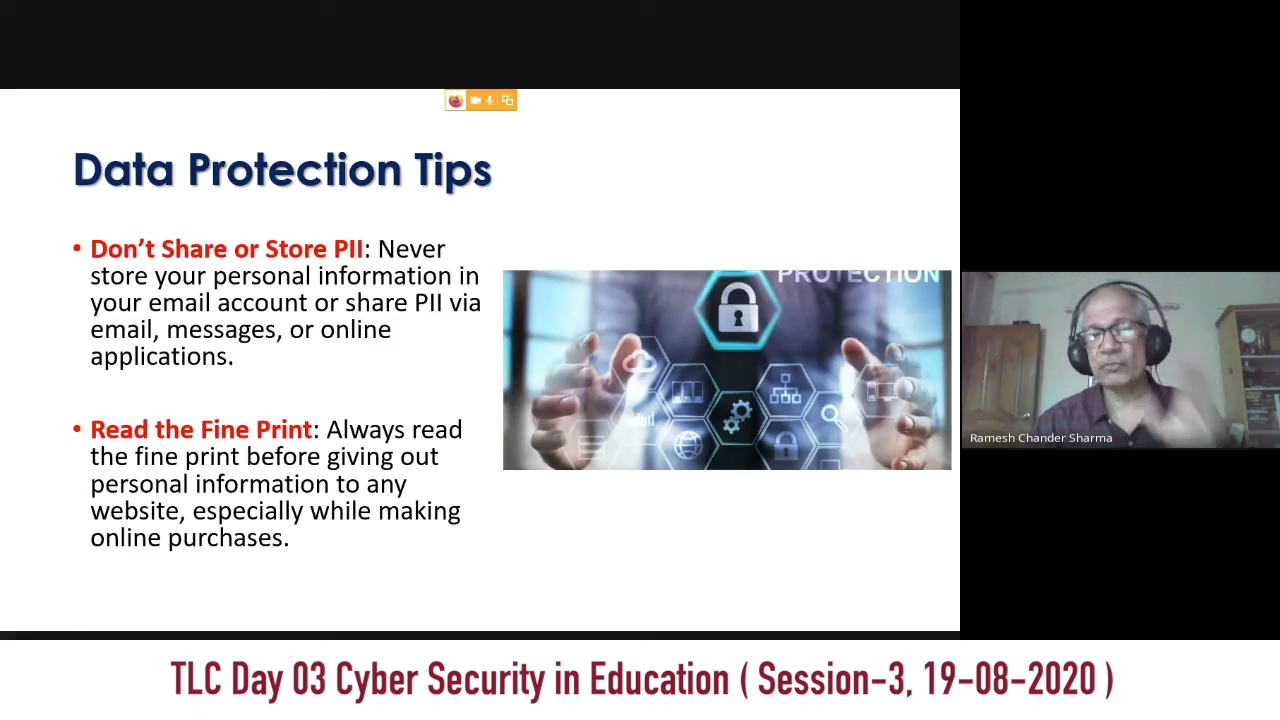 Data Protection Tips
• Don’t Share or Store PII: Never
store your personal information in
your email account or share PII via
email, messages, or online
applications.
• Read the Fine Print: Always read
the fine print before giving out
personal information to any
website, especially while making
online purchases.
PROTECTION
Ramesh Chander Sharma
TLC Day 03 Cyber Security in Education ( Session-3, 19-08-2020 )